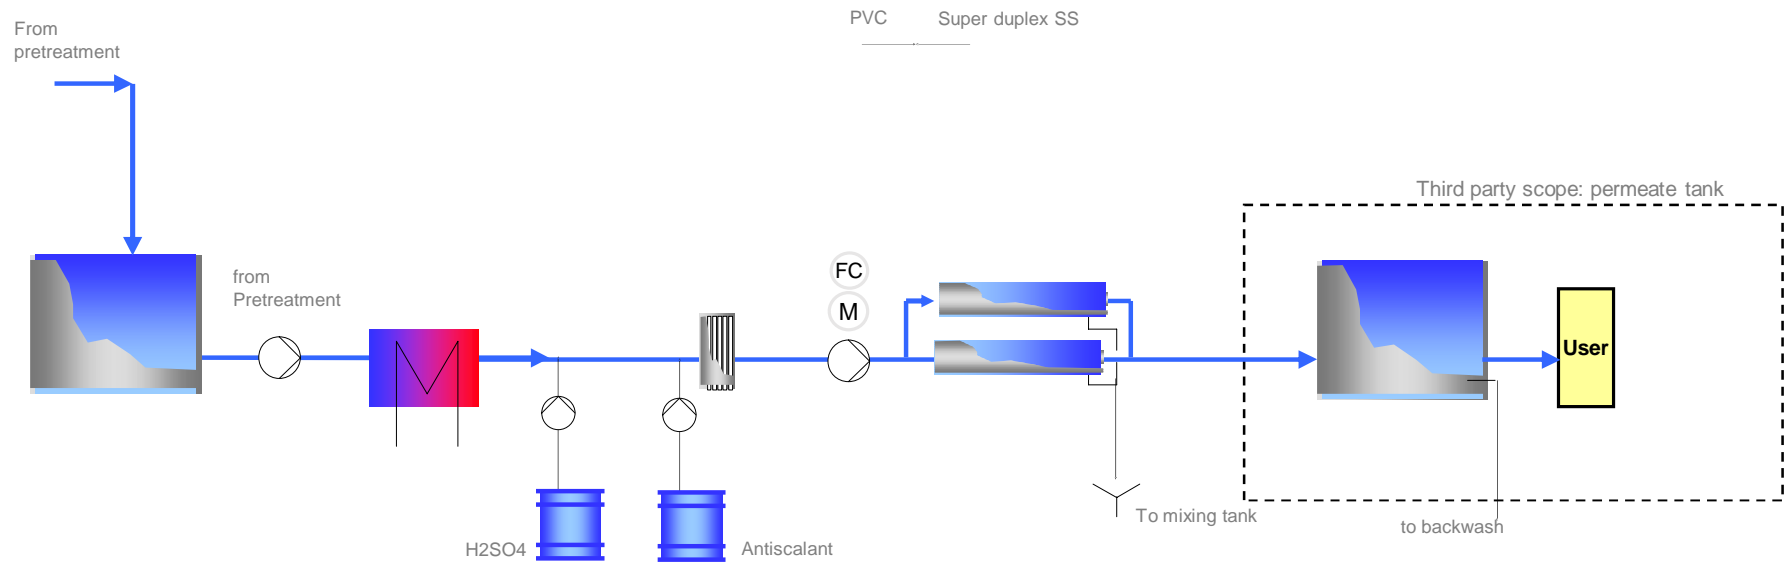 PVC
Super duplex SS
From
pretreatment
Third party scope: permeate tank
from
Pretreatment
FC
M
User
To mixing tank
to backwash
H2SO4
Antiscalant